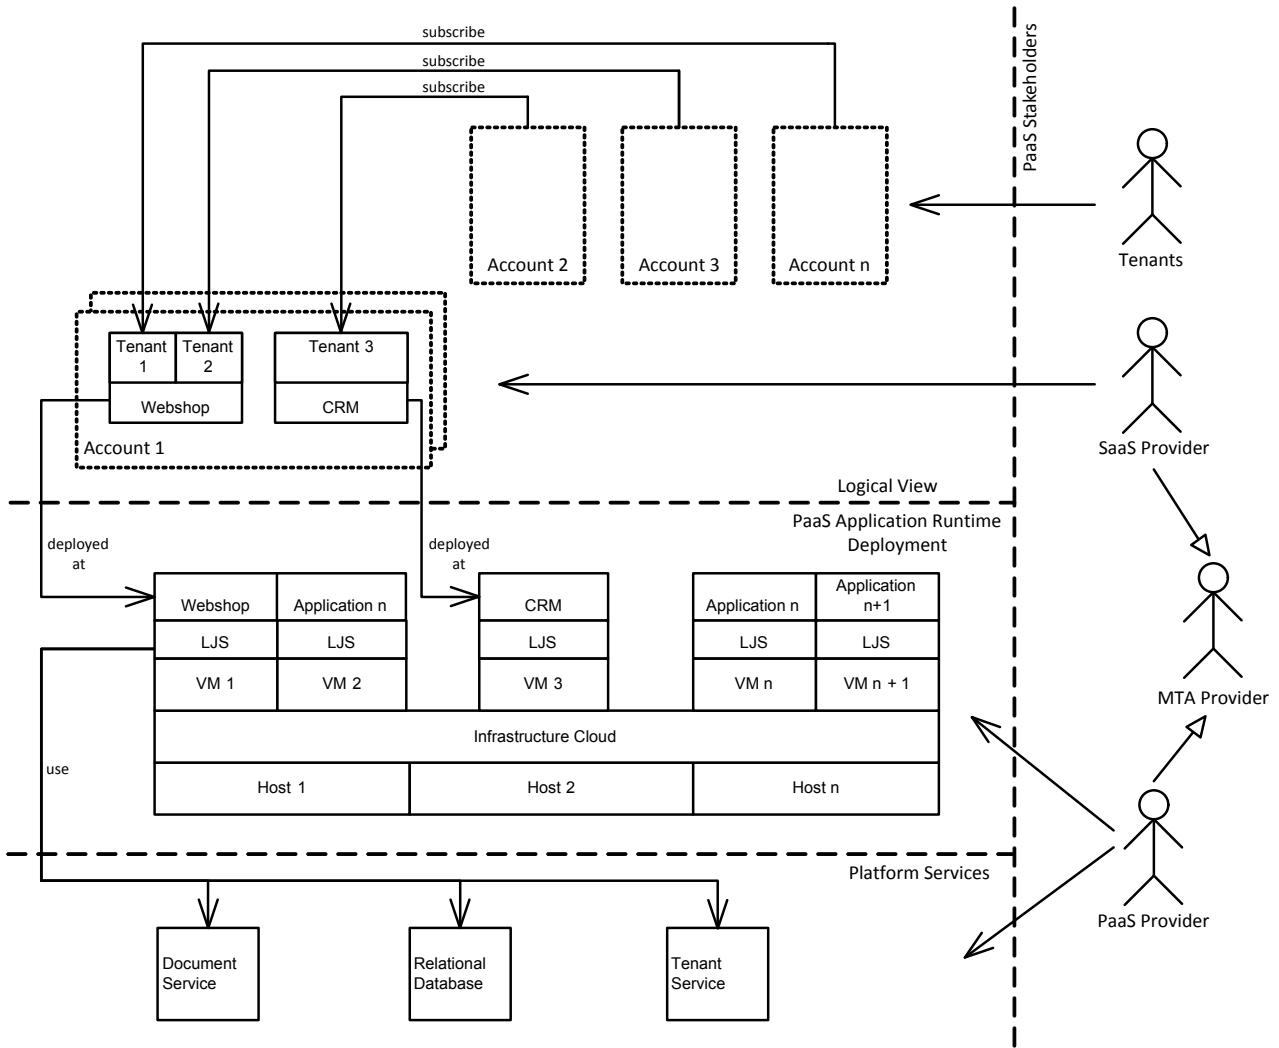 subscribe
subscribe
subscribe
PaaS Stakeholders
Account 2
Account 3
Account n
Tenants
Tenant
1
Tenant
2
Tenant 3
Webshop
CRM
Account 1
SaaS Provider
Logical View
PaaS Application Runtime
Deployment
deployed
at
deployed
at
Webshop
Application n
CRM
Application n
Application
n+1
LJS
LJS
LJS
LJS
LJS
VM 1
VM 2
VM 3
VM n
VM n + 1
MTA Provider
Infrastructure Cloud
use
Host 1
Host 2
Host n
Platform Services
PaaS Provider
Document
Service
Relational
Database
Tenant
Service